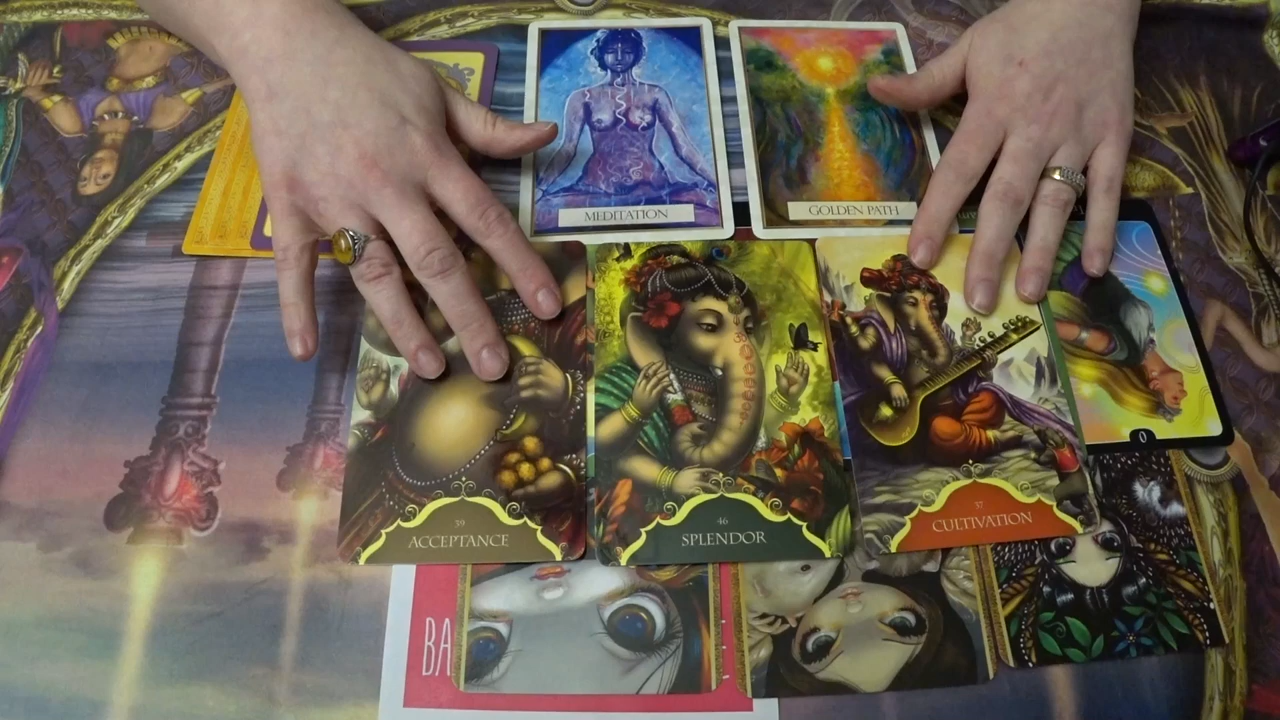 MEDITATION
GOLDEN PATH
39
ACCEPTANCE
46
SPLENDOR
37
CULTIVATION
0
BA